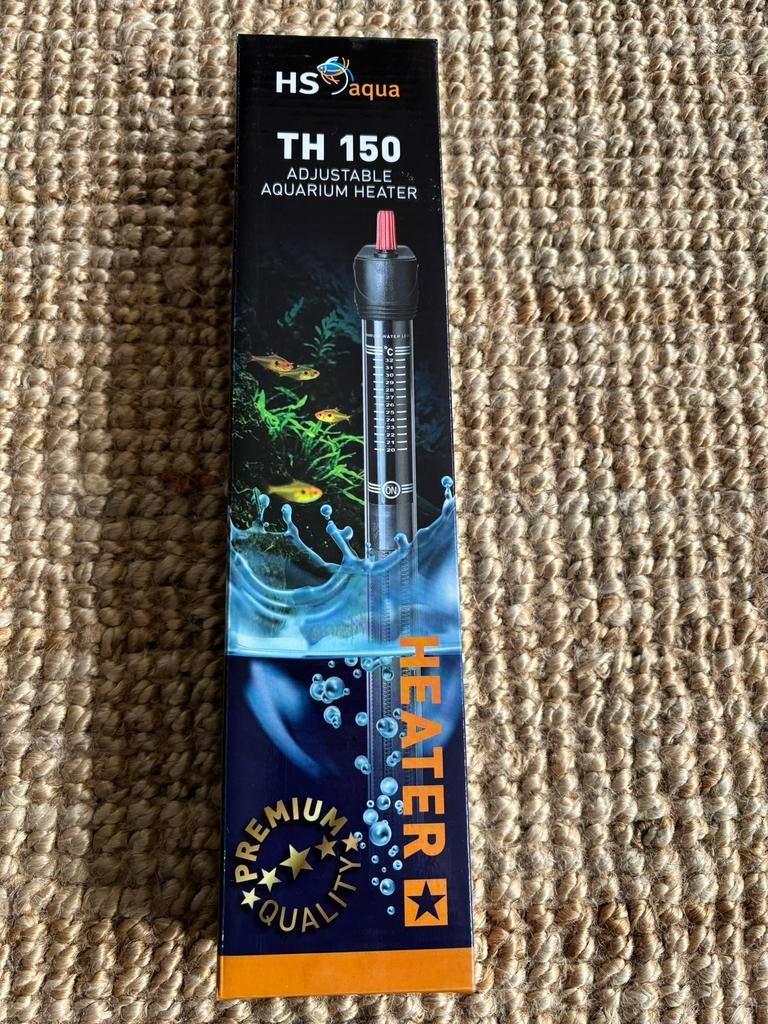 HS aqua
TH 150
ADJUSTABLE
AQUARIUM HEATER
°C
32
31
30
29
28
27
26
25
24
23
22
21
20
ON
HEATER
PREMIUM
QUALITY